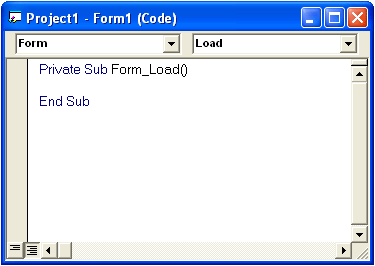 Project1 - Form1 (Code)
Form Load
Private Sub Form_Load()
End Sub